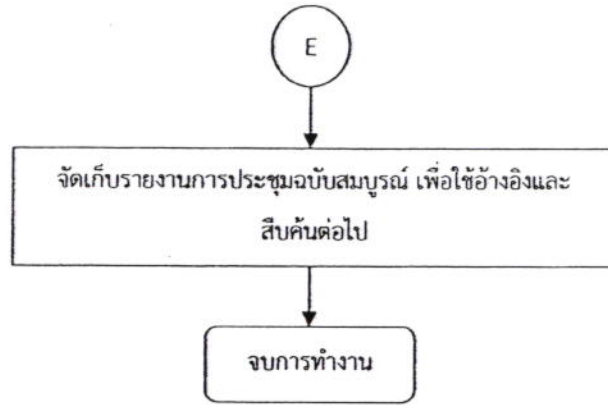 E
จัดเก็บรายงานการประชุมฉบับสมบูรณ์ เพื่อใช้อ้างอิงและ
สืบค้นต่อไป
จบการทำงาน